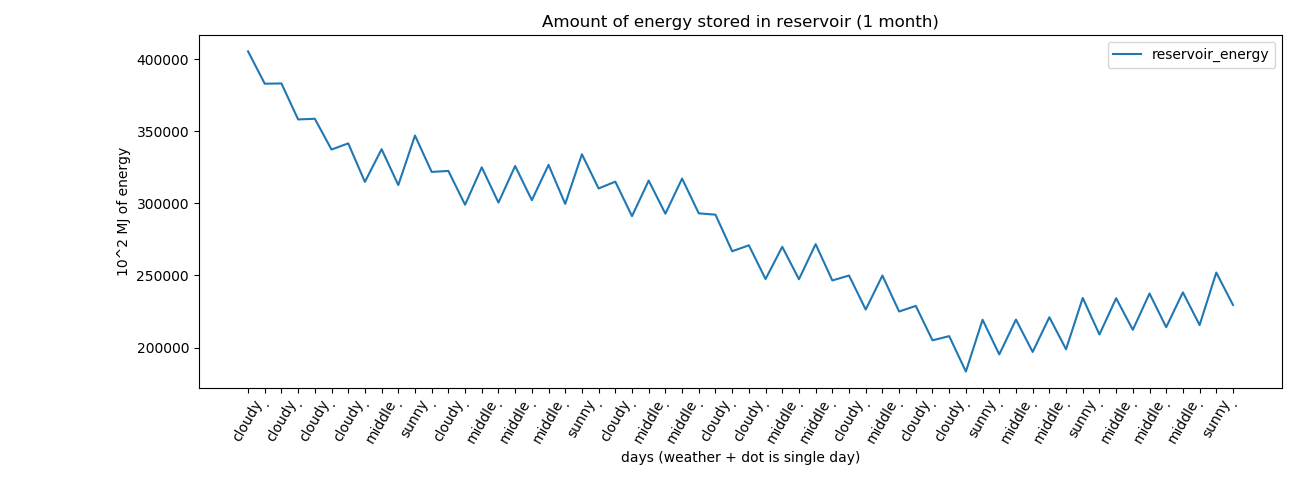 Amount of energy stored in reservoir (1 month)
reservoir_energy
400000
350000
300000
250000
200000
10^2 MJ of energy
cloudy . cloudy . cloudy . cloudy . middle . sunny . cloudy . middle . middle . middle . sunny . cloudy . middle . middle . cloudy . cloudy . middle . middle . cloudy . middle . cloudy . cloudy . sunny . middle . middle . sunny . middle . middle . middle . sunny .
days (weather + dot is single day)